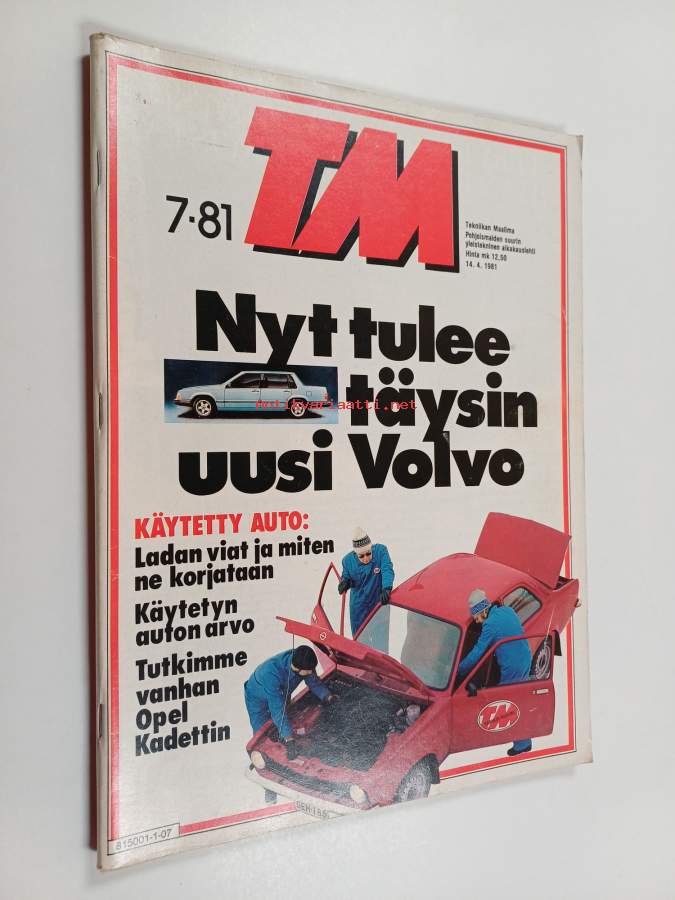 TM
7·81
Tekniikan Maailma
Pohjoismaiden suurin
yleistekninen aikakauslehti
Hinta mk 12,50
14. 4. 1981
Nyt tulee
täysin
uusi Volvo
antikvariaatti.net
KÄYTETTY AUTO:
Ladan viat ja miten
ne korjataan
Käytetyn
auton arvo
Tutkimme
vanhan
Opel
Kadettin
TM
815001-1-07